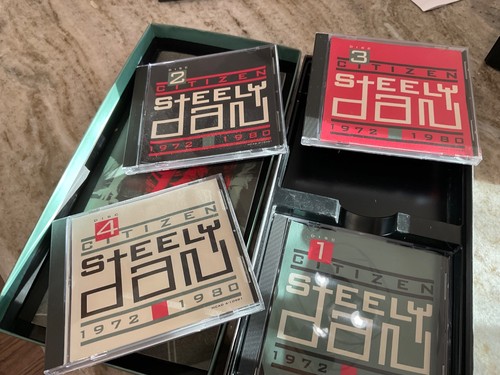 DISC
2
CITIZEN
STEELY
dan
1972 1980
DISC
3
CITIZEN
STEELY
dan
1972 1980
DISC
4
CITIZEN
STEELY
dan
1972 1980
DISC
1
CITIZEN
STEELY
dan
1972